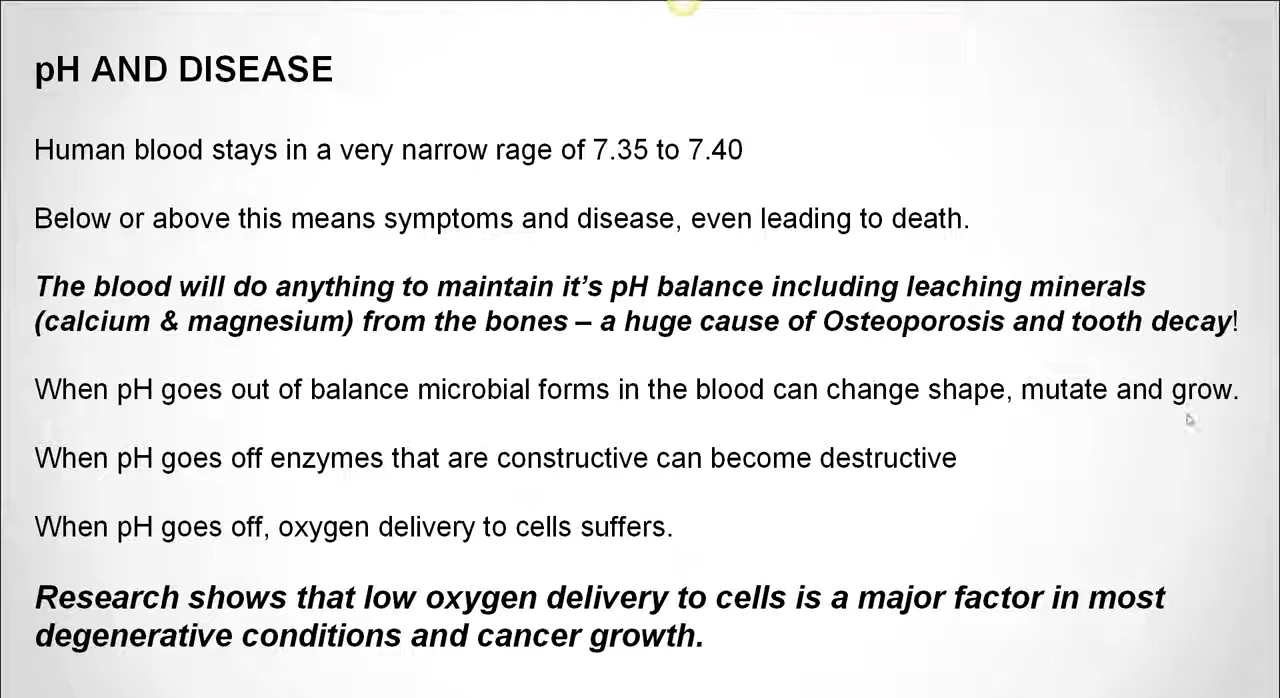 pH AND DISEASE
Human blood stays in a very narrow rage of 7.35 to 7.40
Below or above this means symptoms and disease, even leading to death.
The blood will do anything to maintain it’s pH balance including leaching minerals
(calcium & magnesium) from the bones – a huge cause of Osteoporosis and tooth decay!
When pH goes out of balance microbial forms in the blood can change shape, mutate and grow.
When pH goes off enzymes that are constructive can become destructive
When pH goes off, oxygen delivery to cells suffers.
Research shows that low oxygen delivery to cells is a major factor in most
degenerative conditions and cancer growth.